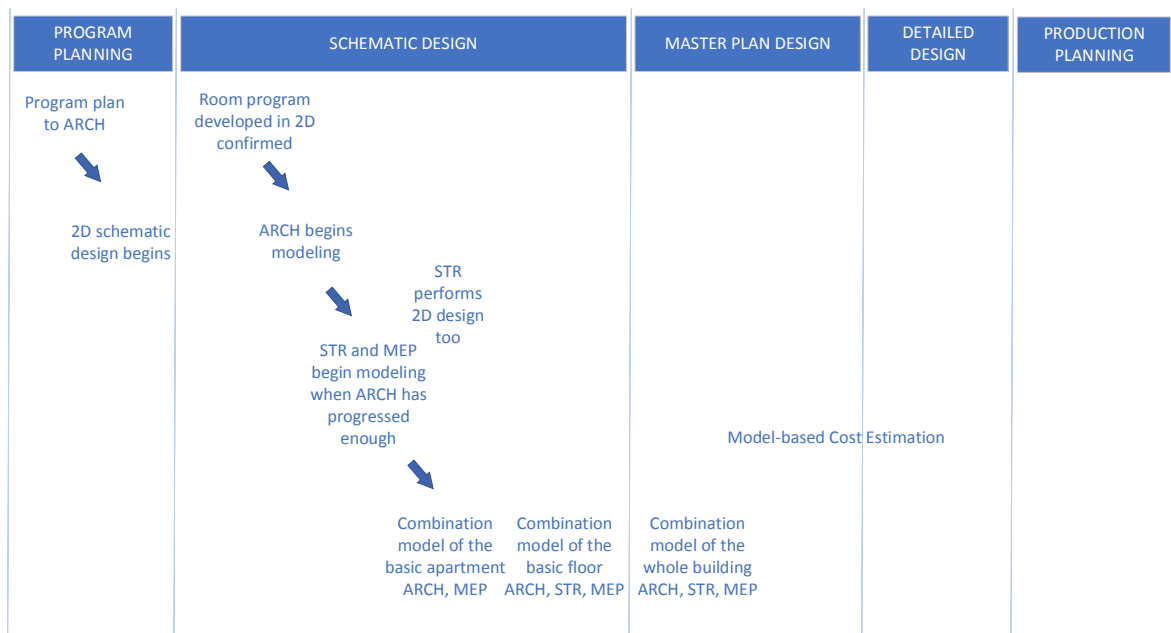 PROGRAM
PLANNING
SCHEMATIC DESIGN
MASTER PLAN DESIGN
DETAILED
DESIGN
PRODUCTION
PLANNING
Program plan
to ARCH
2D schematic
design begins
Room program
developed in 2D
confirmed
ARCH begins
modeling
STR
performs
2D design
too
STR and MEP
begin modeling
when ARCH has
progressed
enough
Model-based Cost Estimation
Combination
model of the
basic apartment
ARCH, MEP
Combination
model of the
basic floor
ARCH, STR, MEP
Combination
model of the
whole building
ARCH, STR, MEP